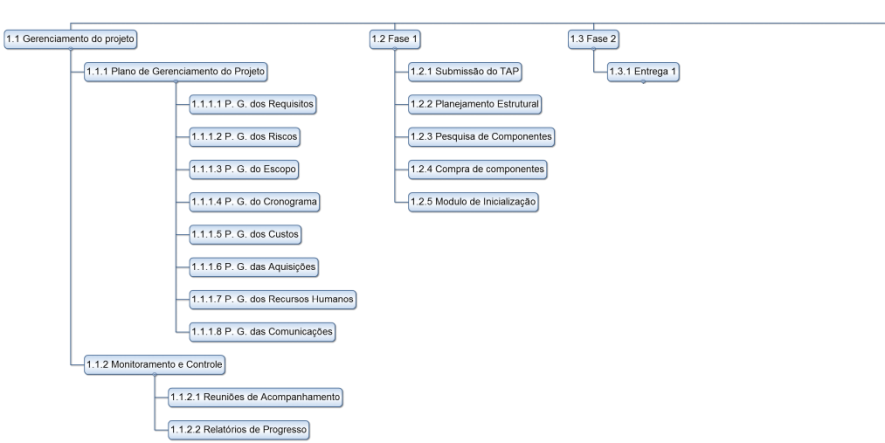 1.1 Gerenciamento do projeto
1.1.1 Plano de Gerenciamento do Projeto
1.1.1.1 P. G. dos Requisitos
1.1.1.2 P. G. dos Riscos
1.1.1.3 P. G. do Escopo
1.1.1.4 P. G. do Cronograma
1.1.1.5 P. G. dos Custos
1.1.1.6 P. G. das Aquisições
1.1.1.7 P. G. dos Recursos Humanos
1.1.1.8 P. G. das Comunicações
1.1.2 Monitoramento e Controle
1.1.2.1 Reuniões de Acompanhamento
1.1.2.2 Relatórios de Progresso
1.2 Fase 1
1.2.1 Submissão do TAP
1.2.2 Planejamento Estrutural
1.2.3 Pesquisa de Componentes
1.2.4 Compra de componentes
1.2.5 Modulo de Inicialização
1.3 Fase 2
1.3.1 Entrega 1